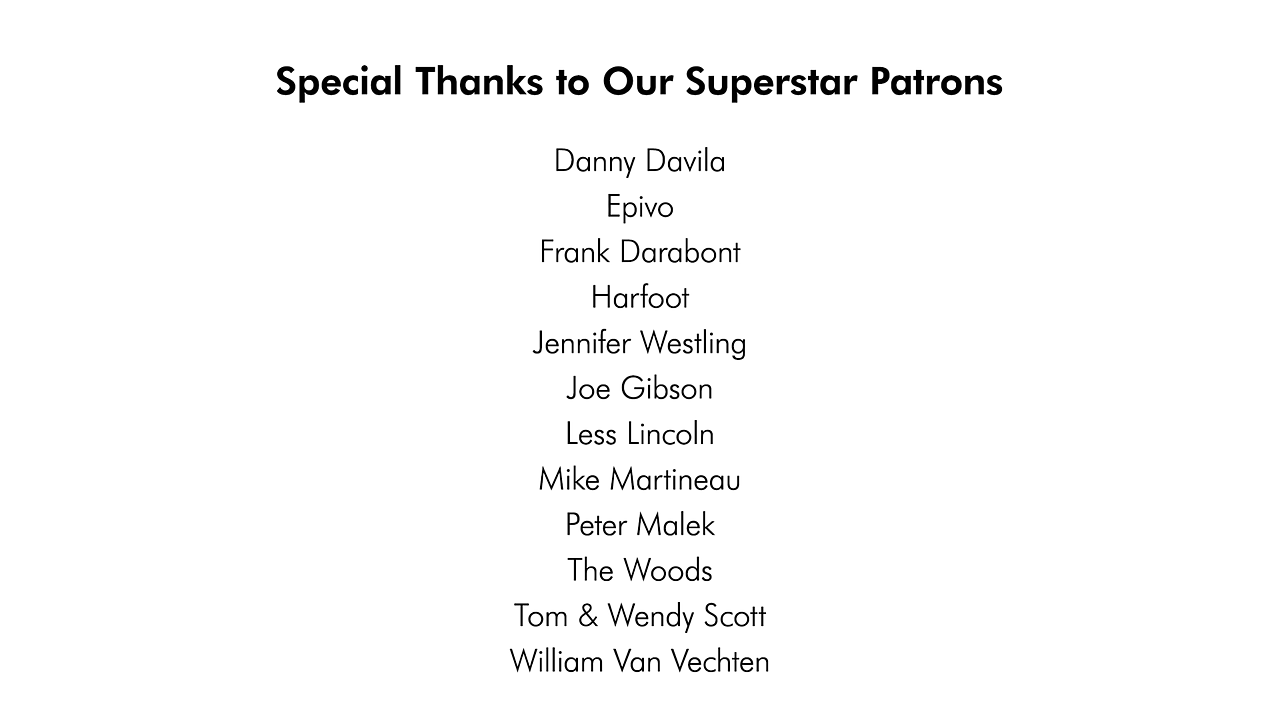 Special Thanks to Our Superstar Patrons
Danny Davila
Epivo
Frank Darabont
Harfoot
Jennifer Westling
Joe Gibson
Less Lincoln
Mike Martineau
Peter Malek
The Woods
Tom & Wendy Scott
William Van Vechten